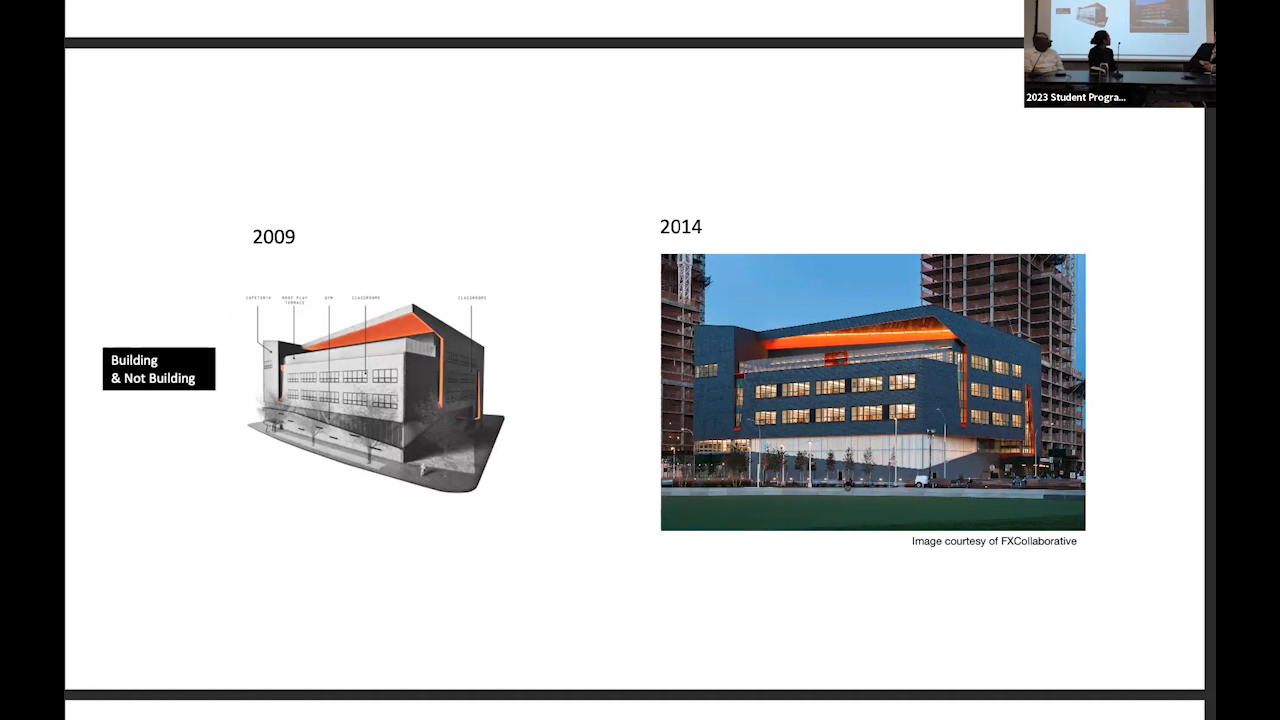 2023 Student Progra...
2009
2014
CAFETERIA
ROOF PLAY
TERRACE
GYM
CLASSROOMS
CLASSROOMS
Building
& Not Building
Image courtesy of FXCollaborative